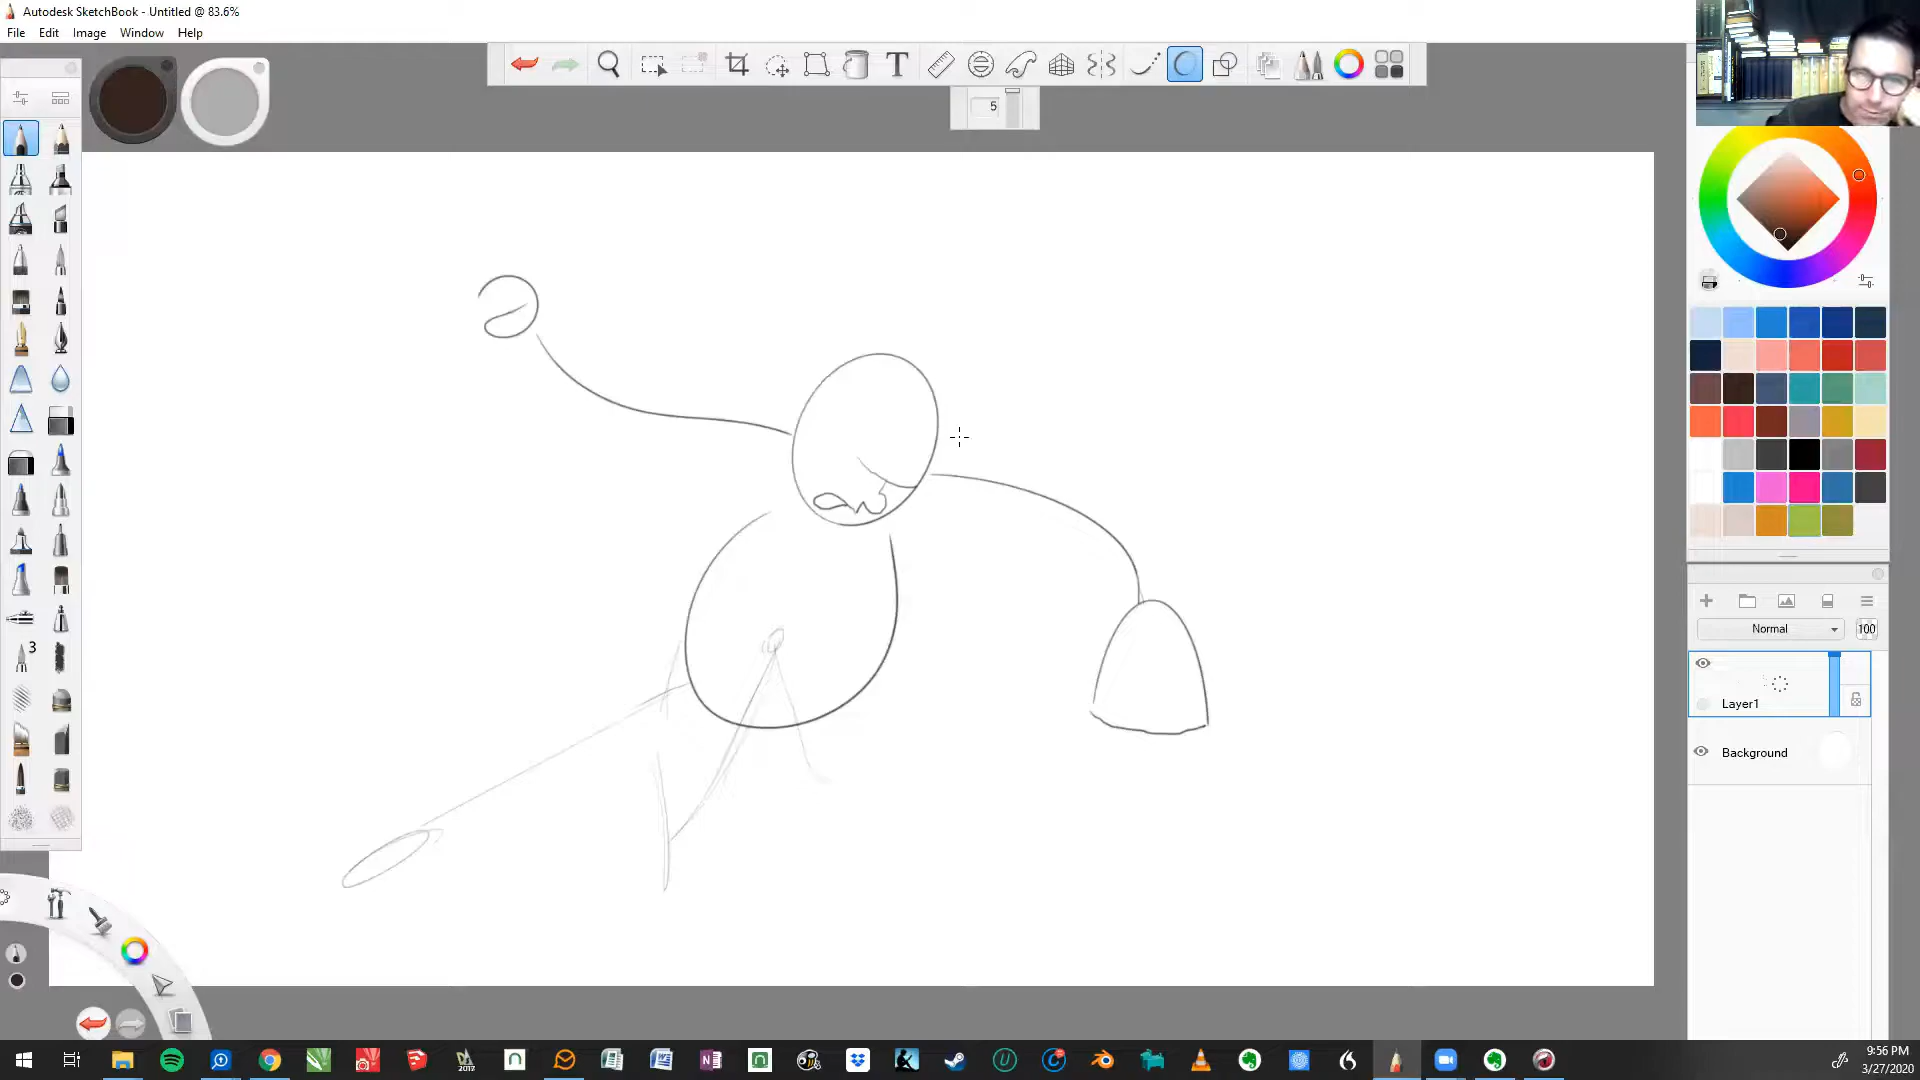 Autodesk SketchBook - Untitled @ 83.6%
File Edit Image Window Help
T
5
3
Normal 100
Layer1
Background
2012
9:56 PM
3/27/2020